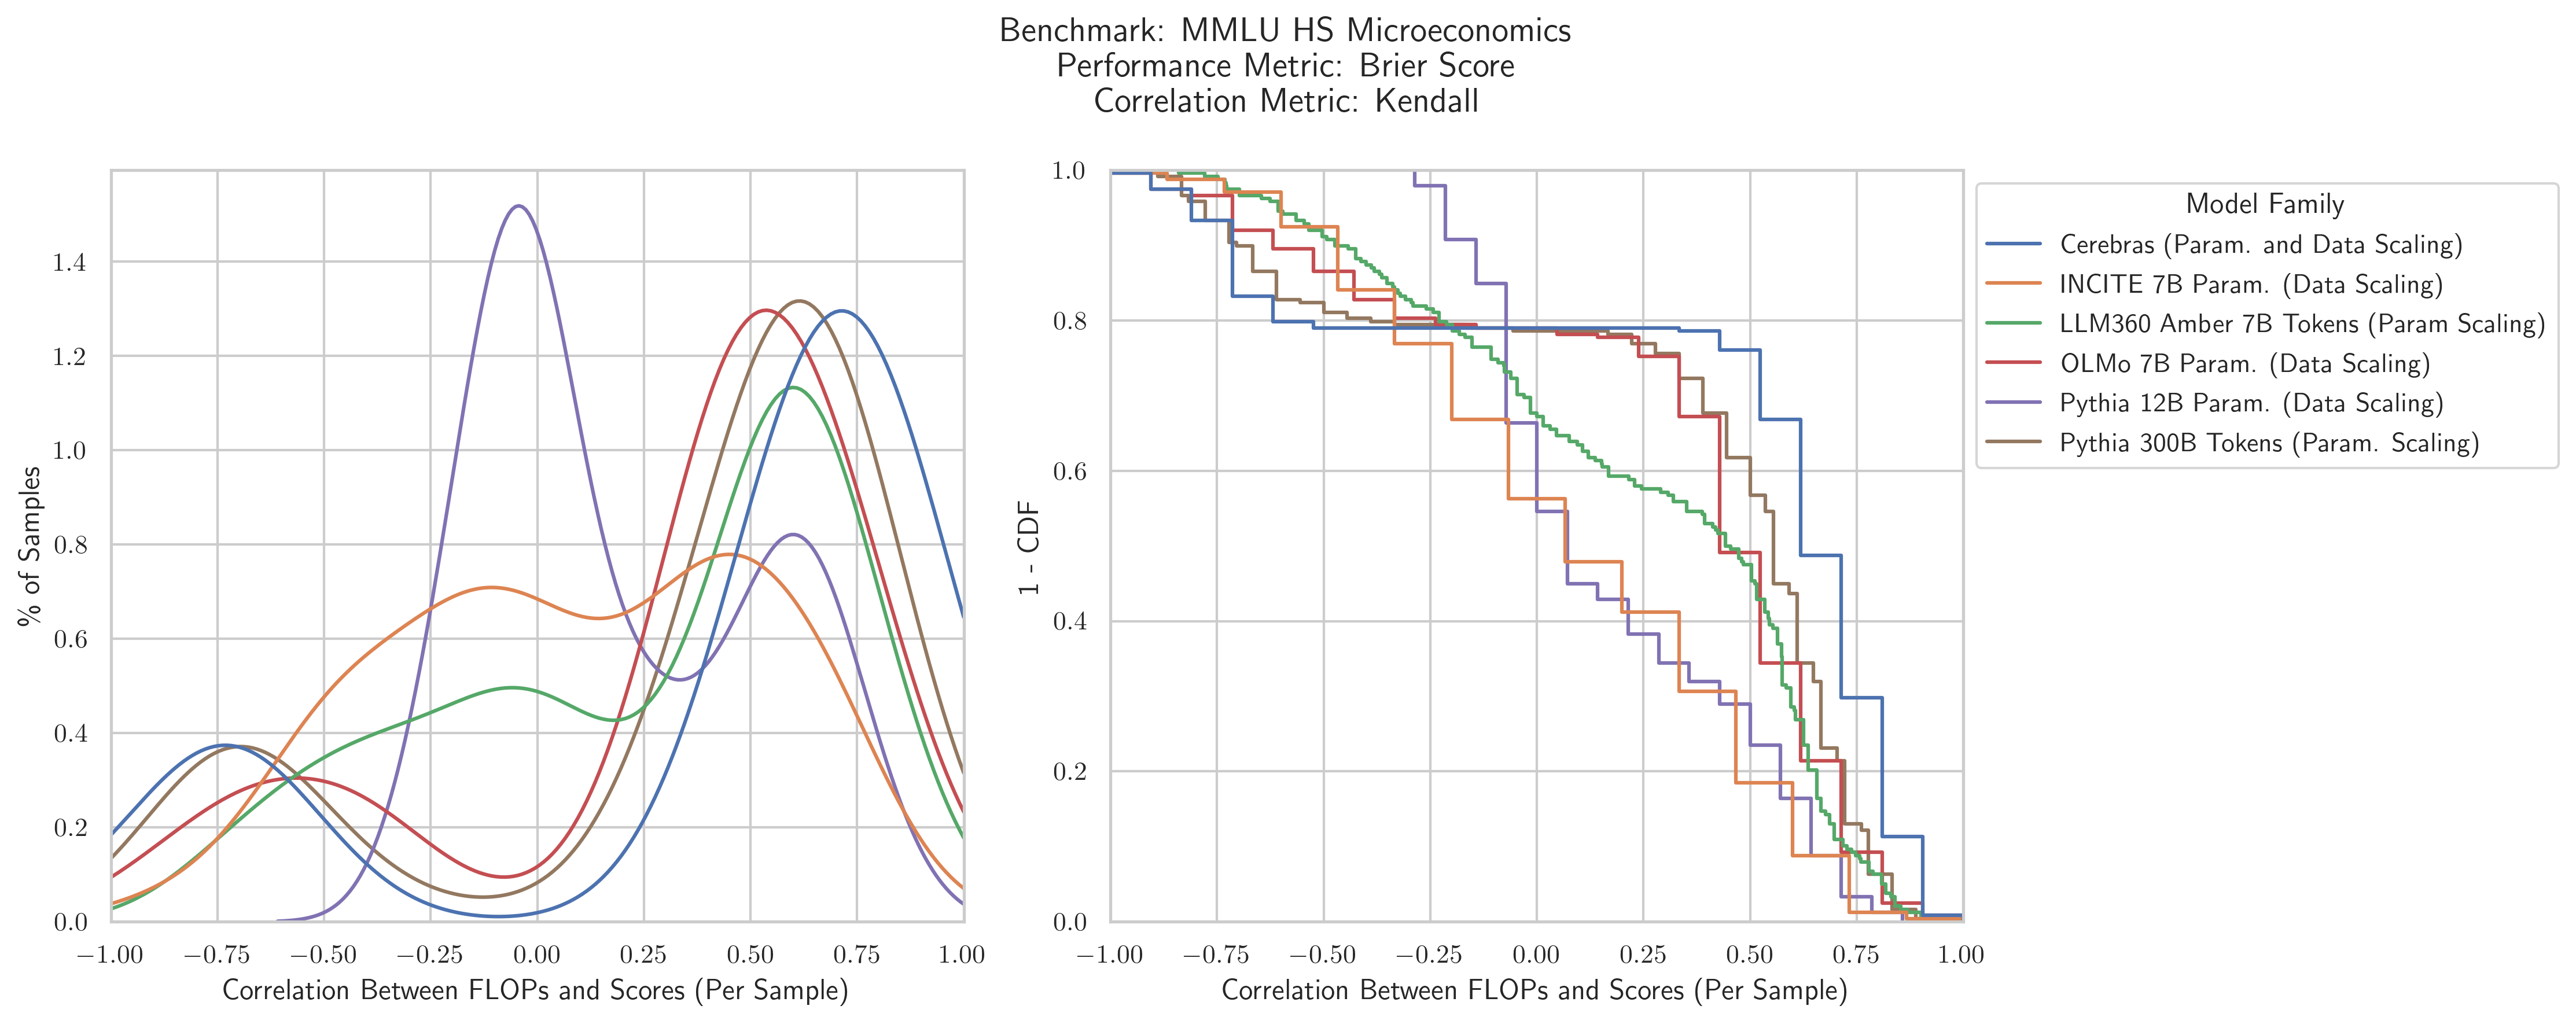 Benchmark: MMLU HS Microeconomics
Performance Metric: Brier Score
Correlation Metric: Kendall
% of Samples
1.4
1.2
1.0
0.8
0.6
0.4
0.2
0.0
−1.00 −0.75 −0.50 −0.25 0.00 0.25 0.50 0.75 1.00
Correlation Between FLOPs and Scores (Per Sample)
1 - CDF
1.0
0.8
0.6
0.4
0.2
0.0
−1.00 −0.75 −0.50 −0.25 0.00 0.25 0.50 0.75 1.00
Correlation Between FLOPs and Scores (Per Sample)
Model Family
Cerebras (Param. and Data Scaling)
INCITE 7B Param. (Data Scaling)
LLM360 Amber 7B Tokens (Param Scaling)
OLMo 7B Param. (Data Scaling)
Pythia 12B Param. (Data Scaling)
Pythia 300B Tokens (Param. Scaling)